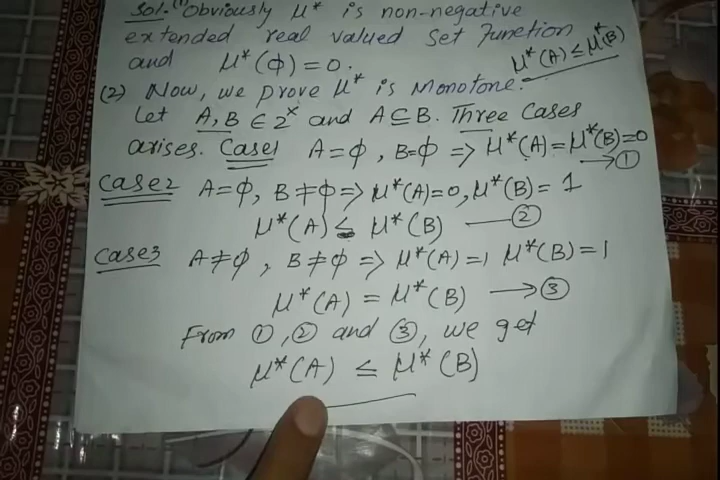 Sol. (1) Obviously μ* is non-negative
extended real valued set function
and μ*(Φ) = 0.
μ*(A) ≤ μ*(B)
(2) Now, we prove μ* is Monotone.
Let A, B ∈ 2^X and A ⊆ B. Three Cases
arises. Case1 A = Φ, B = Φ => μ*(A) = μ*(B) = 0
→ ①
Case2 A = Φ, B ≠ Φ => μ*(A) = 0, μ*(B) = 1
μ*(A) ≤ μ*(B) — ②
Case3 A ≠ Φ, B ≠ Φ => μ*(A) = 1 μ*(B) = 1
μ*(A) = μ*(B) → ③
From ①, ② and ③, we get
μ*(A) ≤ μ*(B)